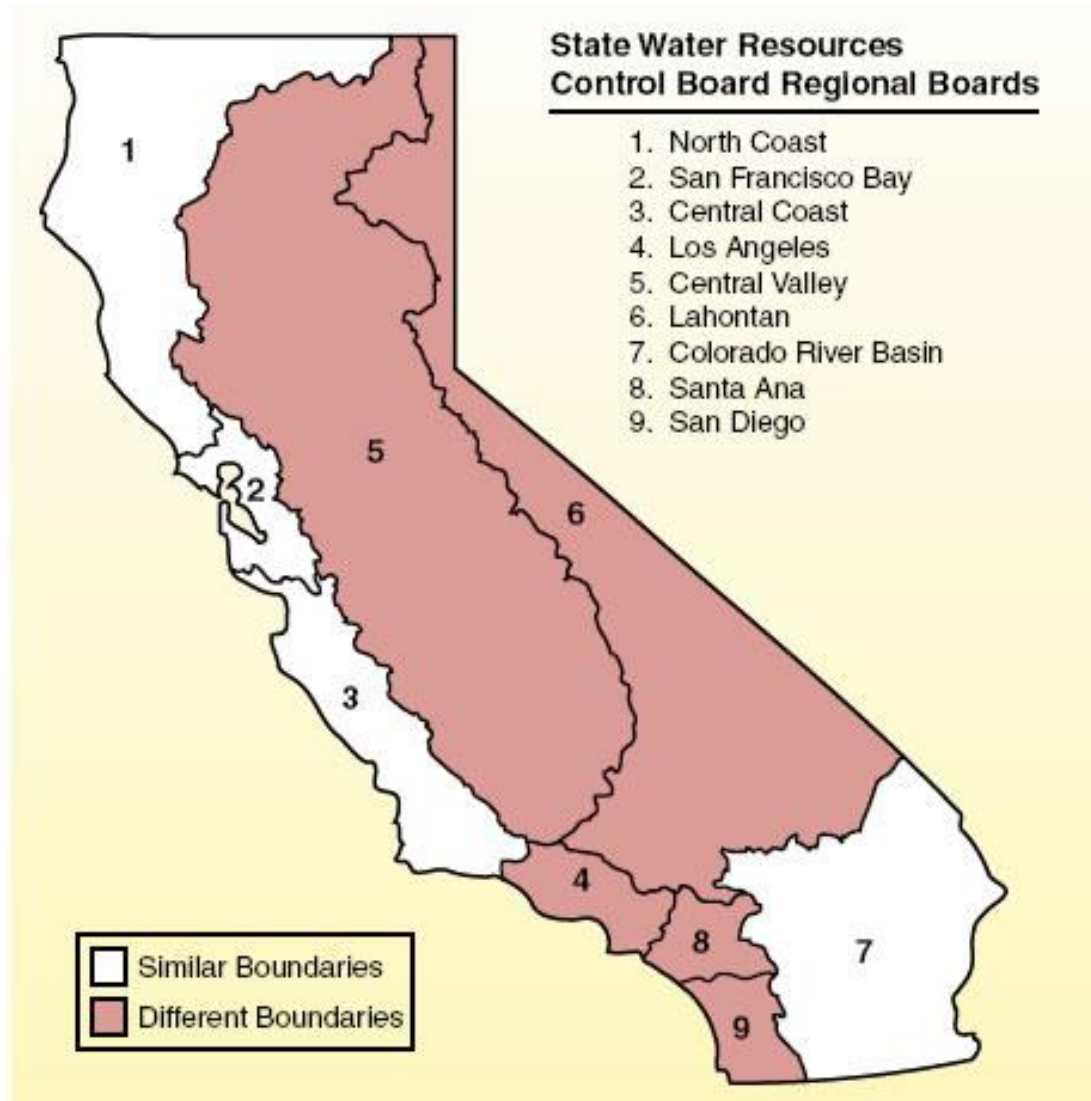 State Water Resources
Control Board Regional Boards
1. North Coast
2. San Francisco Bay
3. Central Coast
4. Los Angeles
5. Central Valley
6. Lahontan
7. Colorado River Basin
8. Santa Ana
9. San Diego
1
2
5
6
3
4
8
7
9
Similar Boundaries
Different Boundaries